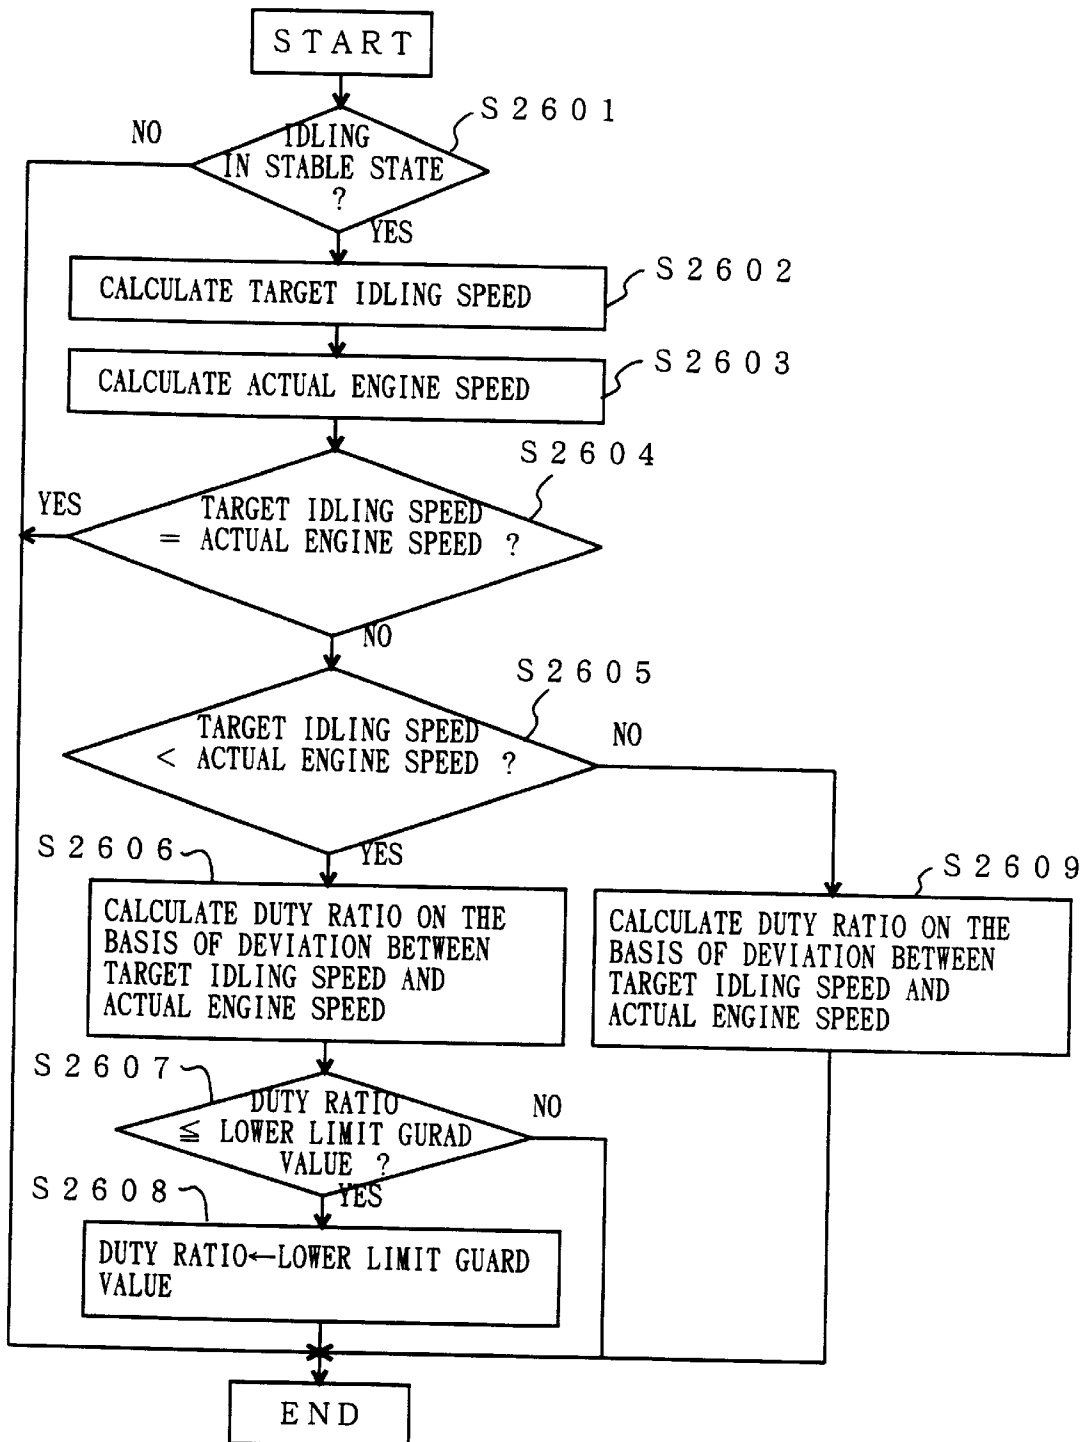 START
S2601
NO
IDLING
IN STABLE STATE
?
YES
S2602
CALCULATE TARGET IDLING SPEED
S2603
CALCULATE ACTUAL ENGINE SPEED
S2604
YES
TARGET IDLING SPEED
= ACTUAL ENGINE SPEED ?
NO
S2605
TARGET IDLING SPEED
< ACTUAL ENGINE SPEED ?
NO
YES
S2606
CALCULATE DUTY RATIO ON THE
BASIS OF DEVIATION BETWEEN
TARGET IDLING SPEED AND
ACTUAL ENGINE SPEED
S2609
CALCULATE DUTY RATIO ON THE
BASIS OF DEVIATION BETWEEN
TARGET IDLING SPEED AND
ACTUAL ENGINE SPEED
S2607
DUTY RATIO
≦ LOWER LIMIT GURAD
VALUE ?
NO
YES
S2608
DUTY RATIO←LOWER LIMIT GUARD
VALUE
END